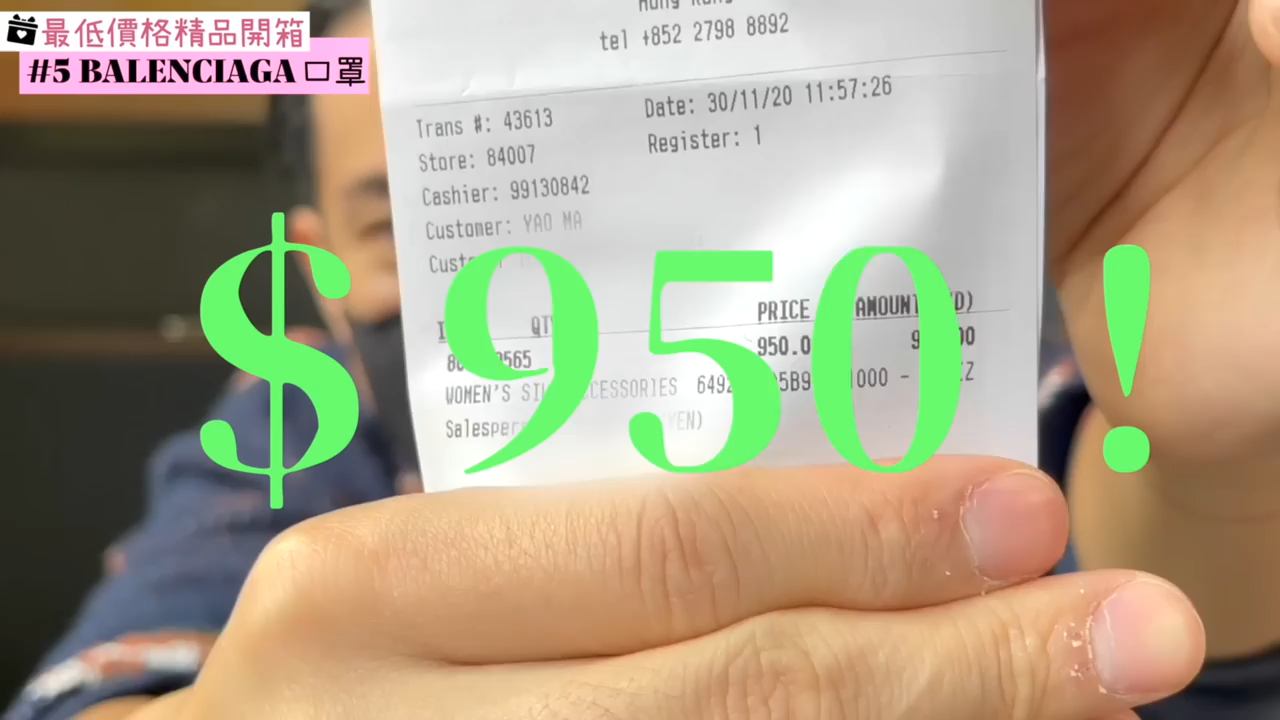 最低價格精品開箱
#5 BALENCIAGA 口罩
Hong Kong
tel +852 2798 8892
Trans #: 43613
Date: 30/11/20 11:57:26
Store: 84007
Register: 1
Cashier: 99130842
Customer: YAO MA
$950!
PRICE
950.0
WOMEN'S
Z